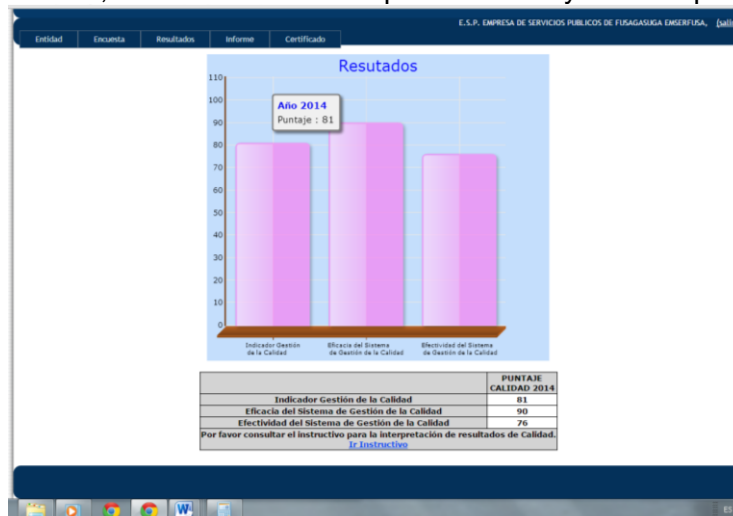 E.S.P. EMPRESA DE SERVICIOS PUBLICOS DE FUSAGASUGA EMSERFUSA,
Entidad Encuesta Resultados Informe Certificado
Resutados
110
100
90
80
70
60
50
40
30
20
10
0
Año 2014
Puntaje : 81
Indicador Gestión
de la Calidad
Eficacia del Sistema
de Gestión de la Calidad
Efectividad del Sistema
de Gestión de la Calidad
PUNTAJE
CALIDAD 2014
Indicador Gestión de la Calidad 81
Eficacia del Sistema de Gestión de la Calidad 90
Efectividad del Sistema de Gestión de la Calidad 76
Por favor consultar el instructivo para la interpretación de resultados de Calidad.
Ir Instructivo
W
ES